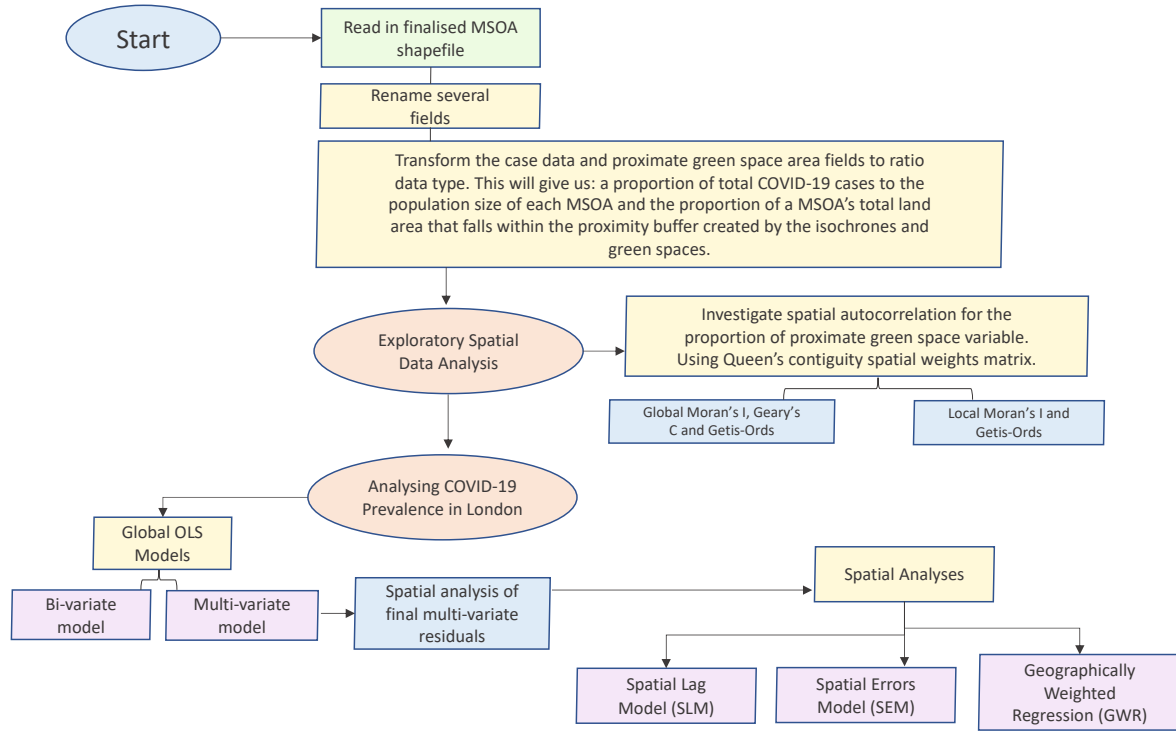 Start
Read in finalised MSOA
shapefile
Rename several
fields
Transform the case data and proximate green space area fields to ratio
data type. This will give us: a proportion of total COVID-19 cases to the
population size of each MSOA and the proportion of a MSOA's total land
area that falls within the proximity buffer created by the isochrones and
green spaces.
Exploratory Spatial
Data Analysis
Investigate spatial autocorrelation for the
proportion of proximate green space variable.
Using Queen's contiguity spatial weights matrix.
Global Moran's I, Geary's
C and Getis-Ords
Local Moran's I and
Getis-Ords
Analysing COVID-19
Prevalence in London
Global OLS
Models
Bi-variate
model
Multi-variate
model
Spatial analysis of
final multi-variate
residuals
Spatial Analyses
Spatial Lag
Model (SLM)
Spatial Errors
Model (SEM)
Geographically
Weighted
Regression (GWR)